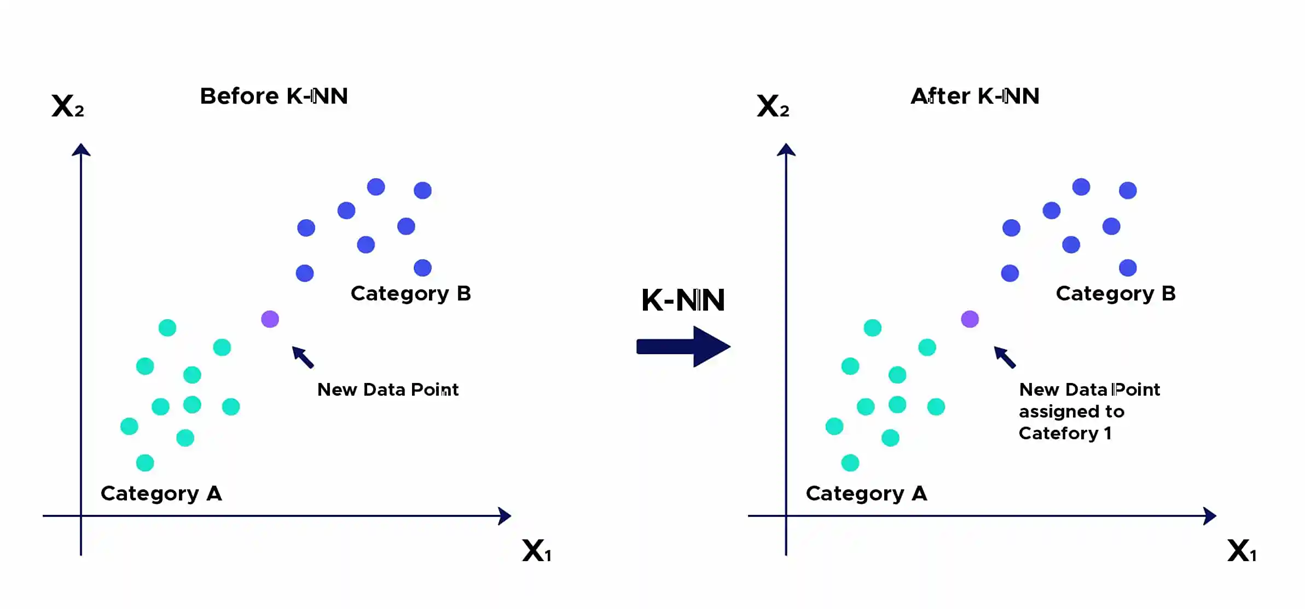 Before K-NN
X2
Category B
New Data Point
Category A
X1
K-NN
After K-NN
X2
Category B
New Data Point
assigned to
Catefory 1
Category A
X1